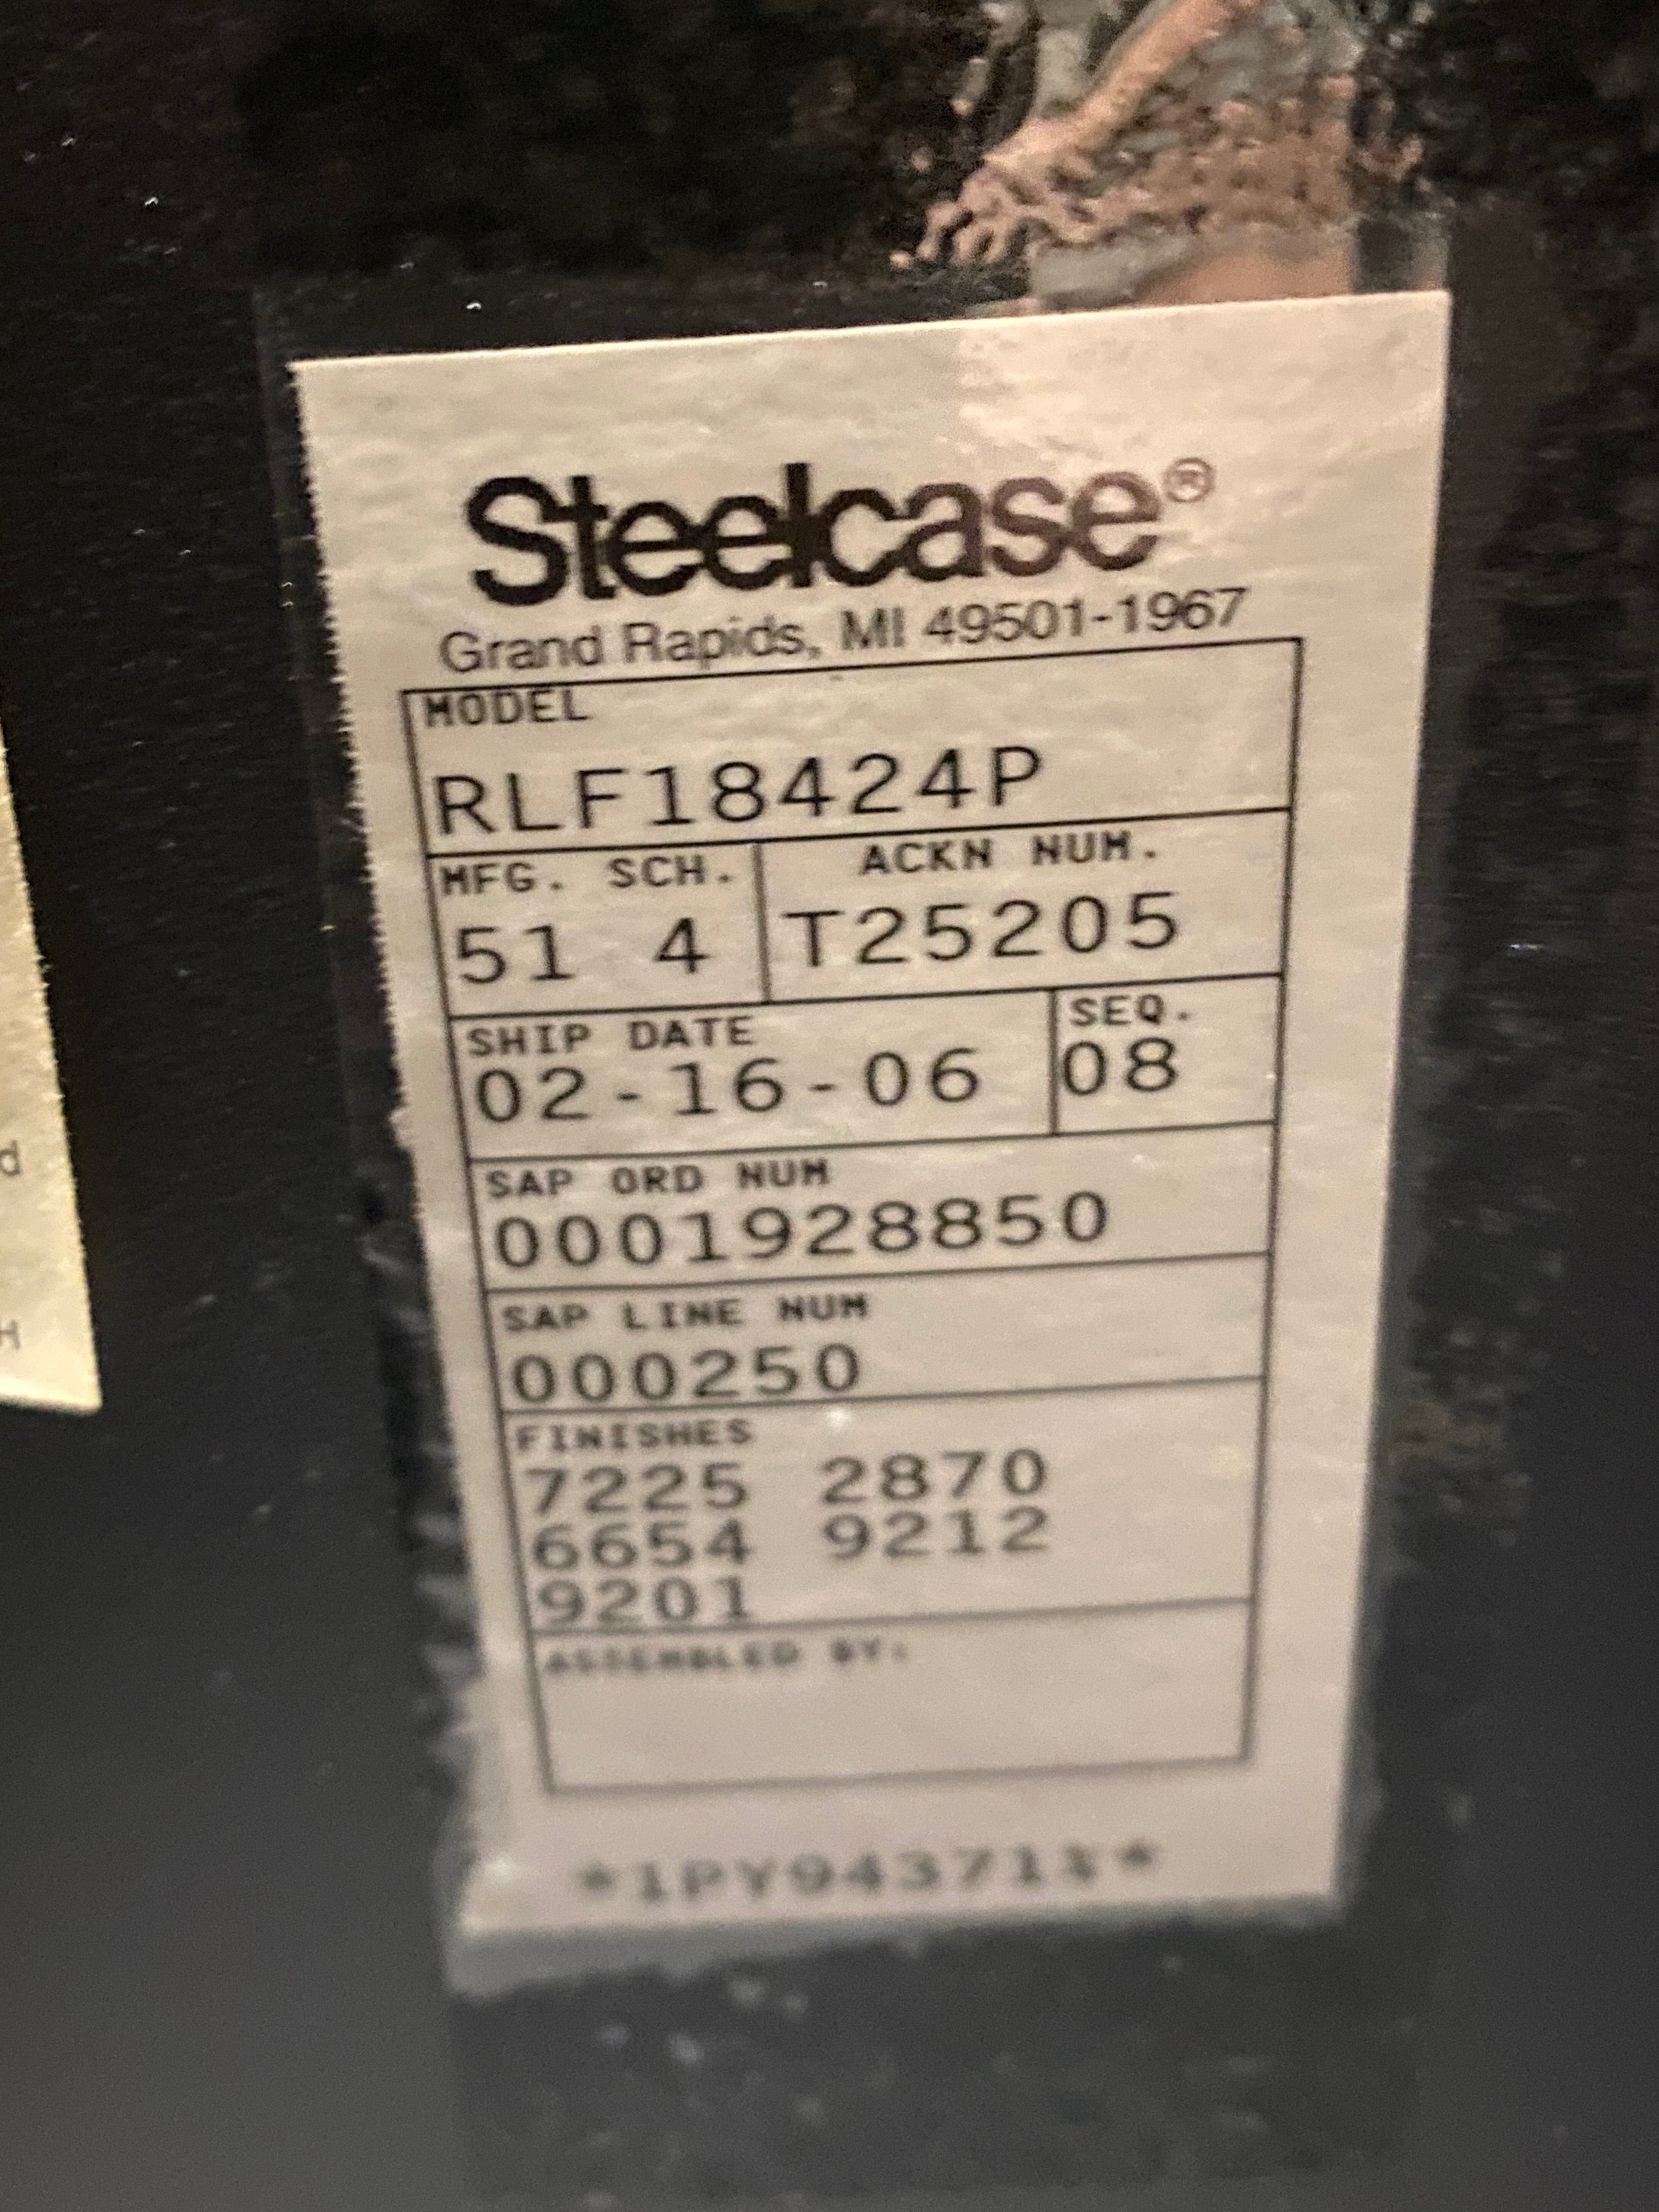 Steelcase®
Grand Rapids, MI 49501-1967
MODEL
RLF18424P
MFG. SCH. ACKN NUM.
51 4 T25205
SHIP DATE SEQ.
02-16-06 08
SAP ORD NUM
0001928850
SAP LINE NUM
000250
FINISHES
7225 2870
6654 9212
9201
ASSEMBLED BY:
d
H